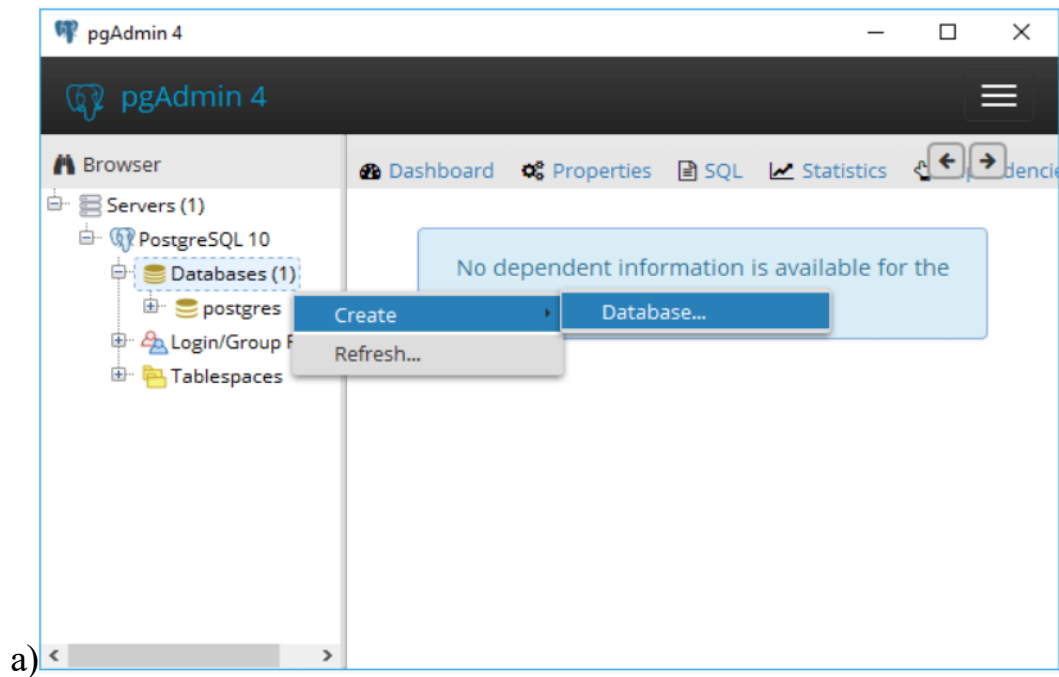 pgAdmin 4
pgAdmin 4
Browser
Dashboard Properties SQL Statistics
Servers (1)
PostgreSQL 10
Databases (1)
postgres
Login/Group
Tablespaces
No dependent information is available for the
Create
Database...
Refresh...
a)